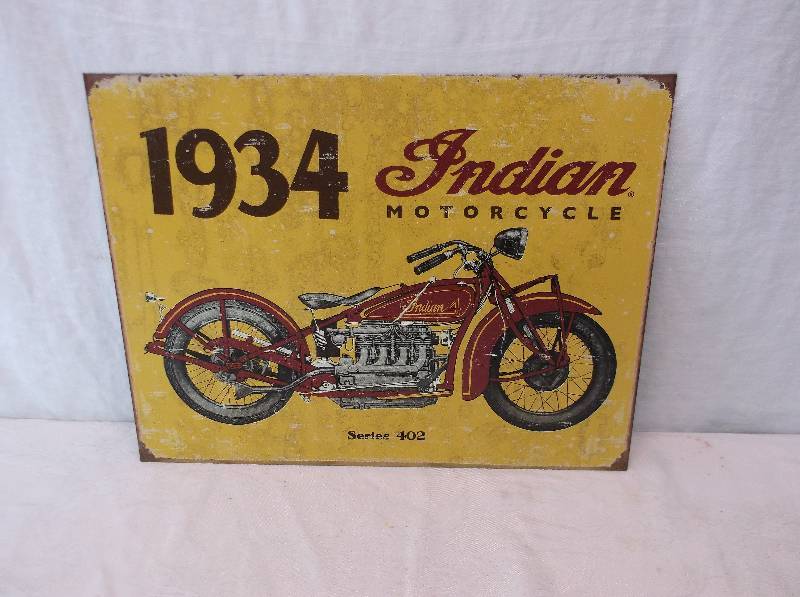 1934
Indian®
MOTORCYCLE
Indian
Series 402